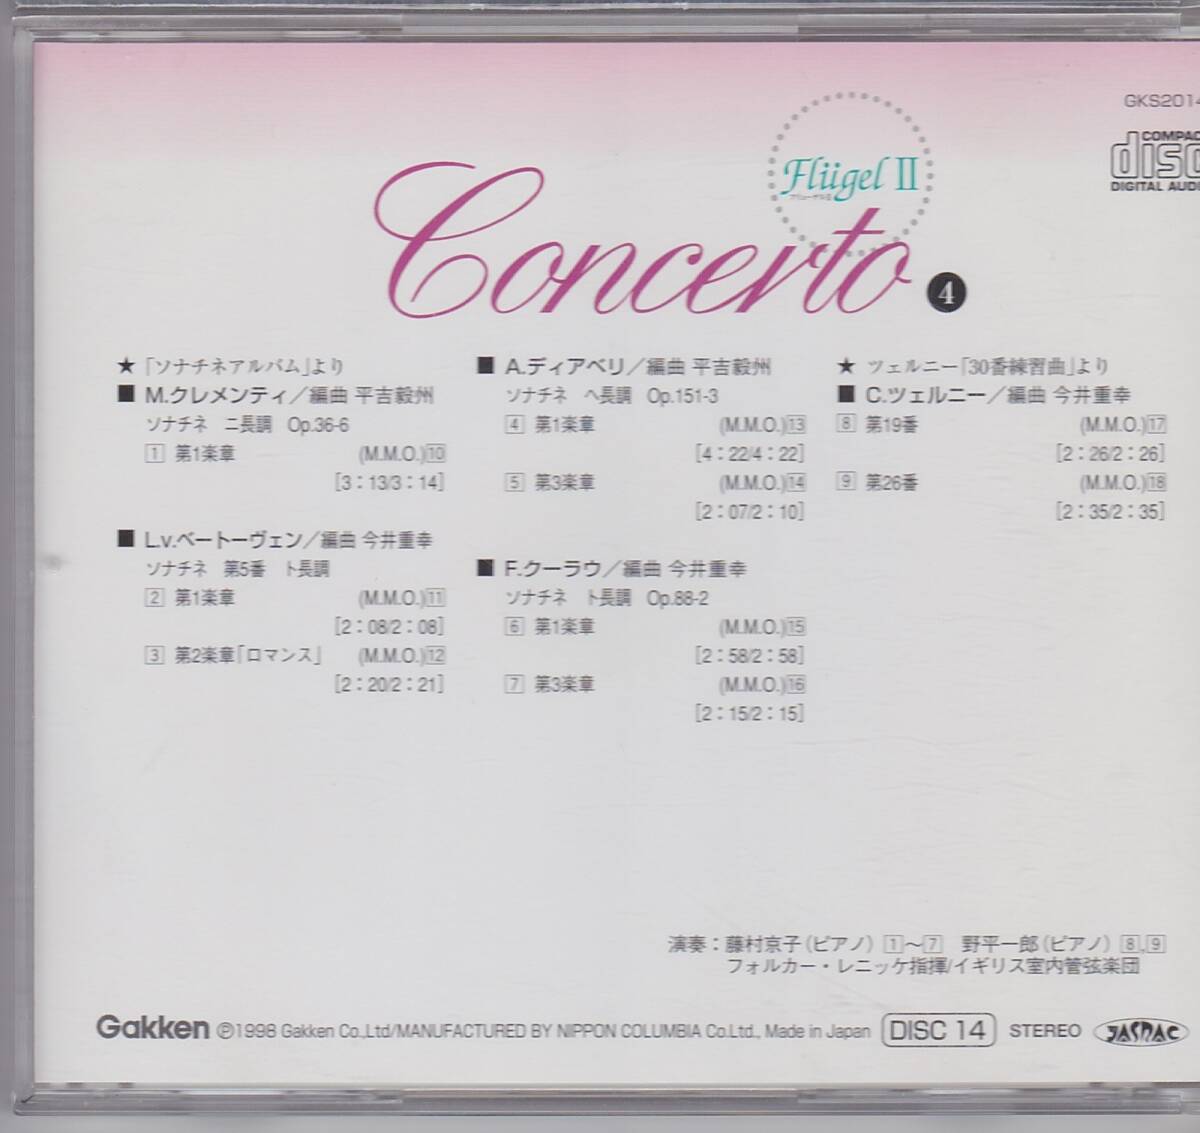 GKS2014
COMPAC
disc
DIGITAL AUDI
Flügel II
フリューゲルII
Concerto 4
★「ソナチネアルバム」より
■ M.クレメンティ/編曲 平吉毅州
ソナチネ ニ長調 Op.36-6
1 第1楽章 (M.M.O.)10
[3:13/3:14]
■ L.v.ベートーヴェン/編曲 今井重幸
ソナチネ 第5番 ト長調
2 第1楽章 (M.M.O.)11
[2:08/2:08]
3 第2楽章「ロマンス」 (M.M.O.)12
[2:20/2:21]
■ A.ディアベリ/編曲 平吉毅州
ソナチネ ヘ長調 Op.151-3
4 第1楽章 (M.M.O.)13
[4:22/4:22]
5 第3楽章 (M.M.O.)14
[2:07/2:10]
■ F.クーラウ/編曲 今井重幸
ソナチネ ト長調 Op.88-2
6 第1楽章 (M.M.O.)15
[2:58/2:58]
7 第3楽章 (M.M.O.)16
[2:15/2:15]
★ ツェルニー「30番練習曲」より
■ C.ツェルニー/編曲 今井重幸
8 第19番 (M.M.O.)17
[2:26/2:26]
9 第26番 (M.M.O.)18
[2:35/2:35]
演奏:藤村京子(ピアノ) 1〜7 野平一郎(ピアノ) 8,9
フォルカー・レニッケ指揮/イギリス室内管弦楽団
Gakken ℗1998 Gakken Co.,Ltd/MANUFACTURED BY NIPPON COLUMBIA Co.Ltd., Made in Japan DISC 14 STEREO JASRAC